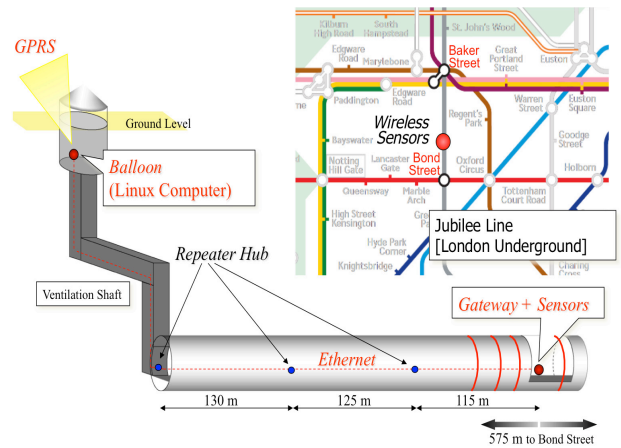 GPRS
Ground Level
Balloon
(Linux Computer)
Repeater Hub
Ventilation Shaft
Ethernet
Gateway + Sensors
130 m
125 m
115 m
575 m to Bond Street
Kilburn
High Road
South
Hampstead
St. John's Wood
Edgware
Road
Marylebone
Baker
Street
Great
Portland
Street
Euston
Paddington
Edgware
Road
Warren
Street
Euston
Square
Wireless
Sensors
Regent's
Park
Bayswater
Goodge
Street
Notting
Hill Gate
Lancaster
Gate
Bond
Street
Oxford
Circus
Holborn
Queensway
Marble
Arch
Tottenham
Court Road
High Street
Kensington
Hyde Park
Corner
Knightsbridge
Jubilee Line
[London Underground]